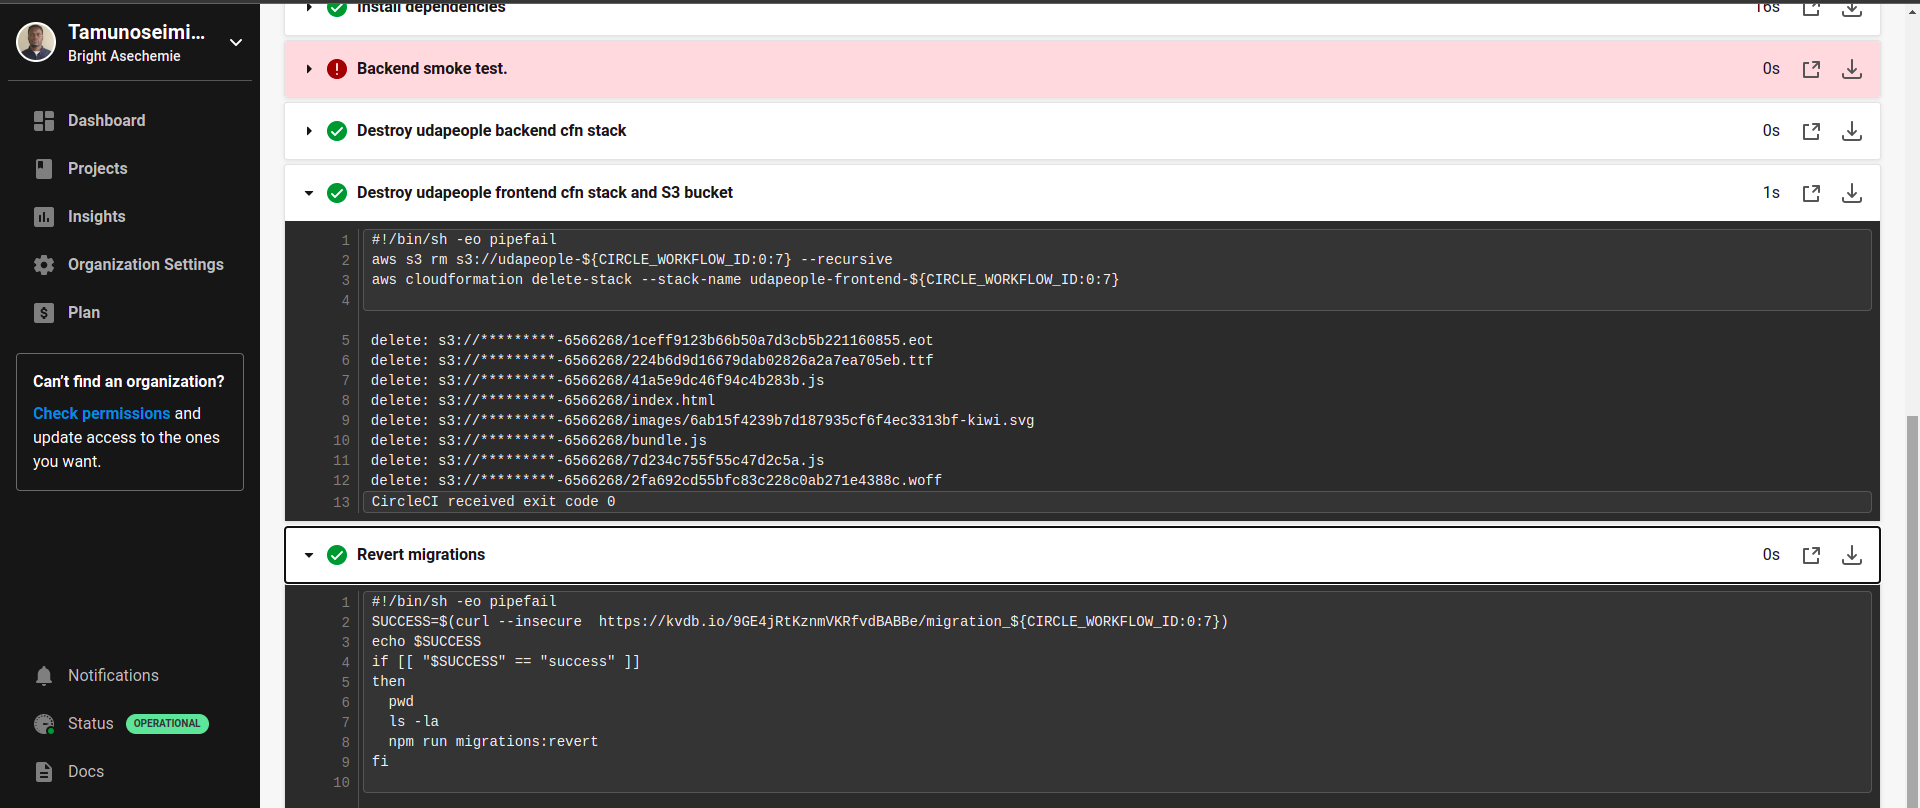 Tamunoseimi...
Bright Asechemie
Dashboard
Projects
Insights
Organization Settings
Plan
Can't find an organization?
Check permissions and
update access to the ones
you want.
Notifications
Status OPERATIONAL
Docs
Install dependencies 16s
Backend smoke test. 0s
Destroy udapeople backend cfn stack 0s
Destroy udapeople frontend cfn stack and S3 bucket 1s
1 #!/bin/sh -eo pipefail
2 aws s3 rm s3://udapeople-${CIRCLE_WORKFLOW_ID:0:7} --recursive
3 aws cloudformation delete-stack --stack-name udapeople-frontend-${CIRCLE_WORKFLOW_ID:0:7}
4
5 delete: s3://*********-6566268/1ceff9123b66b50a7d3cb5b221160855.eot
6 delete: s3://*********-6566268/224b6d9d16679dab02826a2a7ea705eb.ttf
7 delete: s3://*********-6566268/41a5e9dc46f94c4b283b.js
8 delete: s3://*********-6566268/index.html
9 delete: s3://*********-6566268/images/6ab15f4239b7d187935cf6f4ec3313bf-kiwi.svg
10 delete: s3://*********-6566268/bundle.js
11 delete: s3://*********-6566268/7d234c755f55c47d2c5a.js
12 delete: s3://*********-6566268/2fa692cd55bfc83c228c0ab271e4388c.woff
13 CircleCI received exit code 0
Revert migrations 0s
1 #!/bin/sh -eo pipefail
2 SUCCESS=$(curl --insecure  https://kvdb.io/9GE4jRtKznmVKRfvdBABBe/migration_${CIRCLE_WORKFLOW_ID:0:7})
3 echo $SUCCESS
4 if [[ "$SUCCESS" == "success" ]]
5 then
6   pwd
7   ls -la
8   npm run migrations:revert
9 fi
10